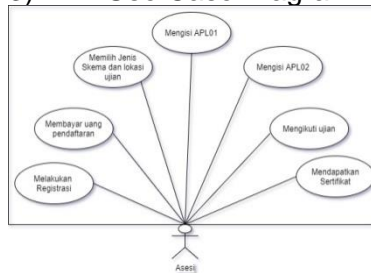 Mengisi APL01
Memilih Jenis
Skema dan lokasi
ujian
Mengisi APL02
Membayar uang
pendaftaran
Mengikuti ujian
Melakukan
Registrasi
Mendapatkan
Sertifikat
Asesij